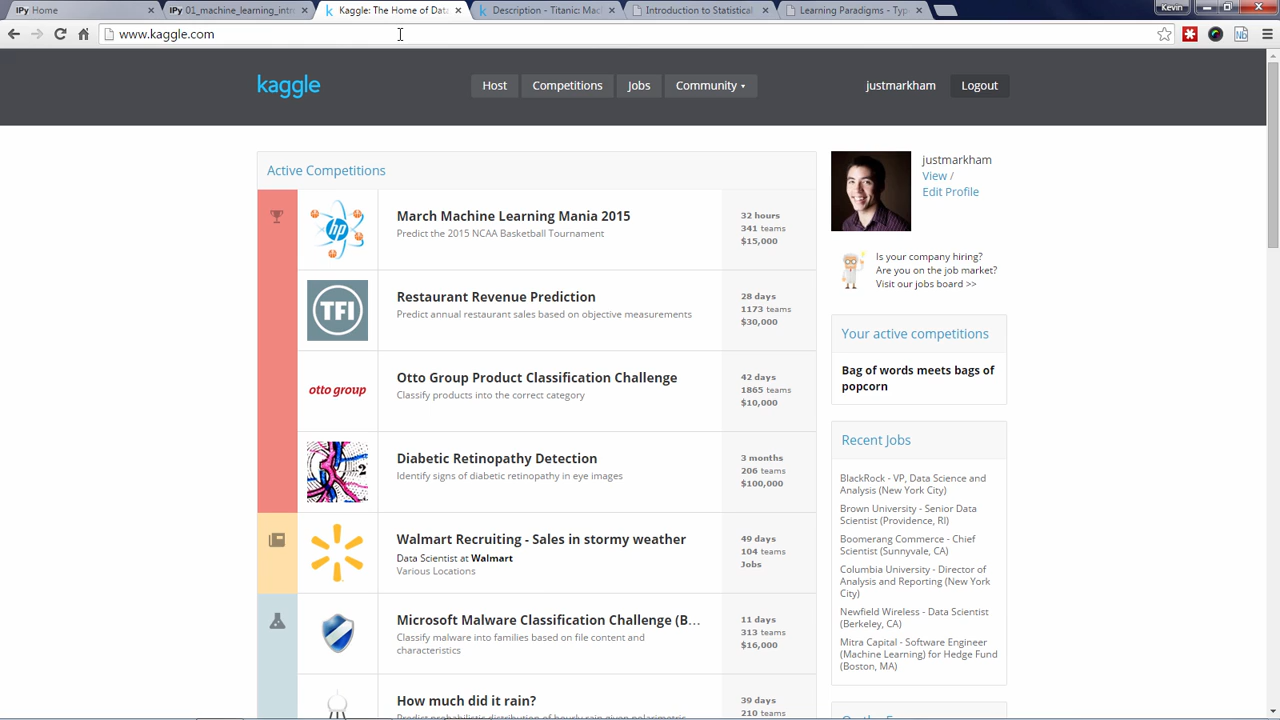 IPy Home
IPy 01_machine_learning_intr
Kaggle: The Home of Data
Description - Titanic: Mac
Introduction to Statistical
Learning Paradigms - Typ
Kevin
www.kaggle.com
kaggle
Host
Competitions
Jobs
Community
justmarkham
Logout
Active Competitions
hp
March Machine Learning Mania 2015
Predict the 2015 NCAA Basketball Tournament
32 hours
341 teams
$15,000
TFI
Restaurant Revenue Prediction
Predict annual restaurant sales based on objective measurements
28 days
1173 teams
$30,000
otto group
Otto Group Product Classification Challenge
Classify products into the correct category
42 days
1865 teams
$10,000
Diabetic Retinopathy Detection
Identify signs of diabetic retinopathy in eye images
3 months
206 teams
$100,000
Walmart Recruiting - Sales in stormy weather
Data Scientist at Walmart
Various Locations
49 days
104 teams
Jobs
Microsoft Malware Classification Challenge (B...
Classify malware into families based on file content and
characteristics
11 days
313 teams
$16,000
How much did it rain?
Predict probabilistic distribution of hourly rain given polarimetric
39 days
210 teams
justmarkham
View /
Edit Profile
Is your company hiring?
Are you on the job market?
Visit our jobs board >>
Your active competitions
Bag of words meets bags of
popcorn
Recent Jobs
BlackRock - VP, Data Science and
Analysis (New York City)
Brown University - Senior Data
Scientist (Providence, RI)
Boomerang Commerce - Chief
Scientist (Sunnyvale, CA)
Columbia University - Director of
Analysis and Reporting (New York
City)
Newfield Wireless - Data Scientist
(Berkeley, CA)
Mitra Capital - Software Engineer
(Machine Learning) for Hedge Fund
(Boston, MA)